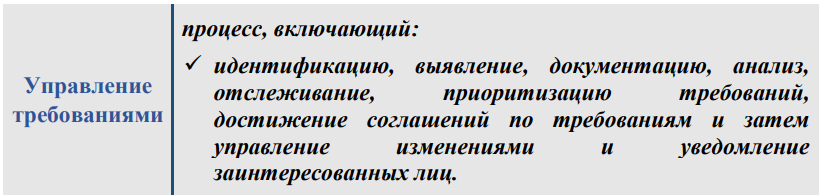 Управление
требованиями
процесс, включающий:
✓ идентификацию, выявление, документацию, анализ,
отслеживание, приоритизацию требований,
достижение соглашений по требованиям и затем
управление изменениями и уведомление
заинтересованных лиц.